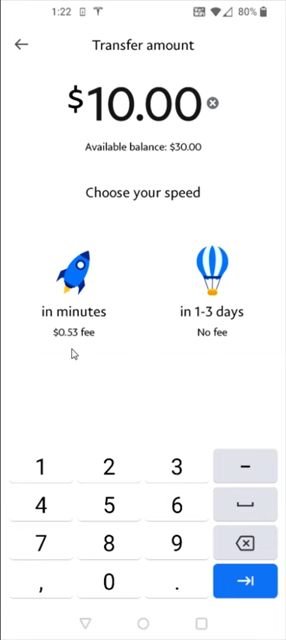 1:22 80%
Transfer amount
$10.00
Available balance: $30.00
Choose your speed
in minutes in 1-3 days
$0.53 fee No fee
1 2 3 –
4 5 6
7 8 9
, 0 .